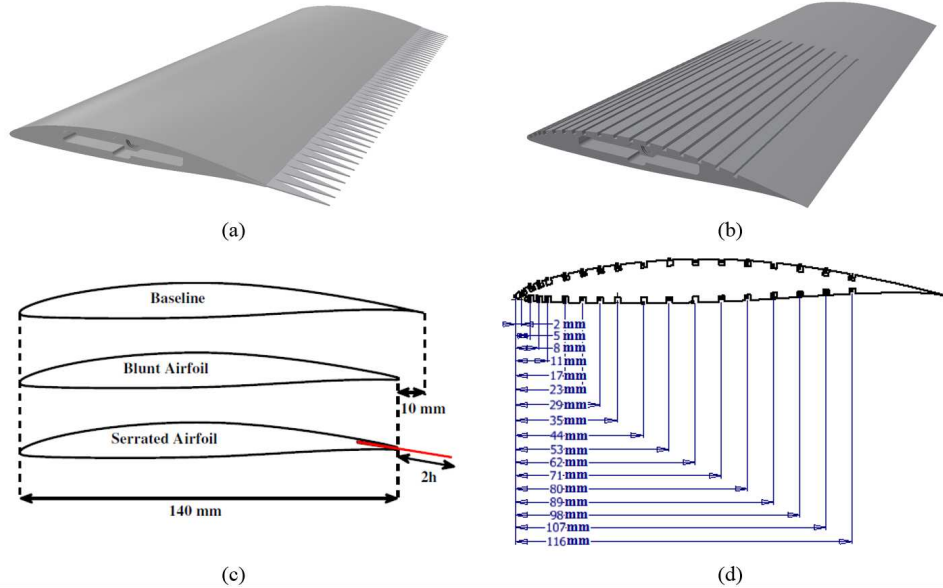 (a)
(b)
Baseline
Blunt Airfoil
10 mm
Serrated Airfoil
2h
140 mm
(c)
2 mm
5 mm
8 mm
11 mm
17 mm
23 mm
29 mm
35 mm
44 mm
53 mm
62 mm
71 mm
80 mm
89 mm
98 mm
107 mm
116 mm
(d)